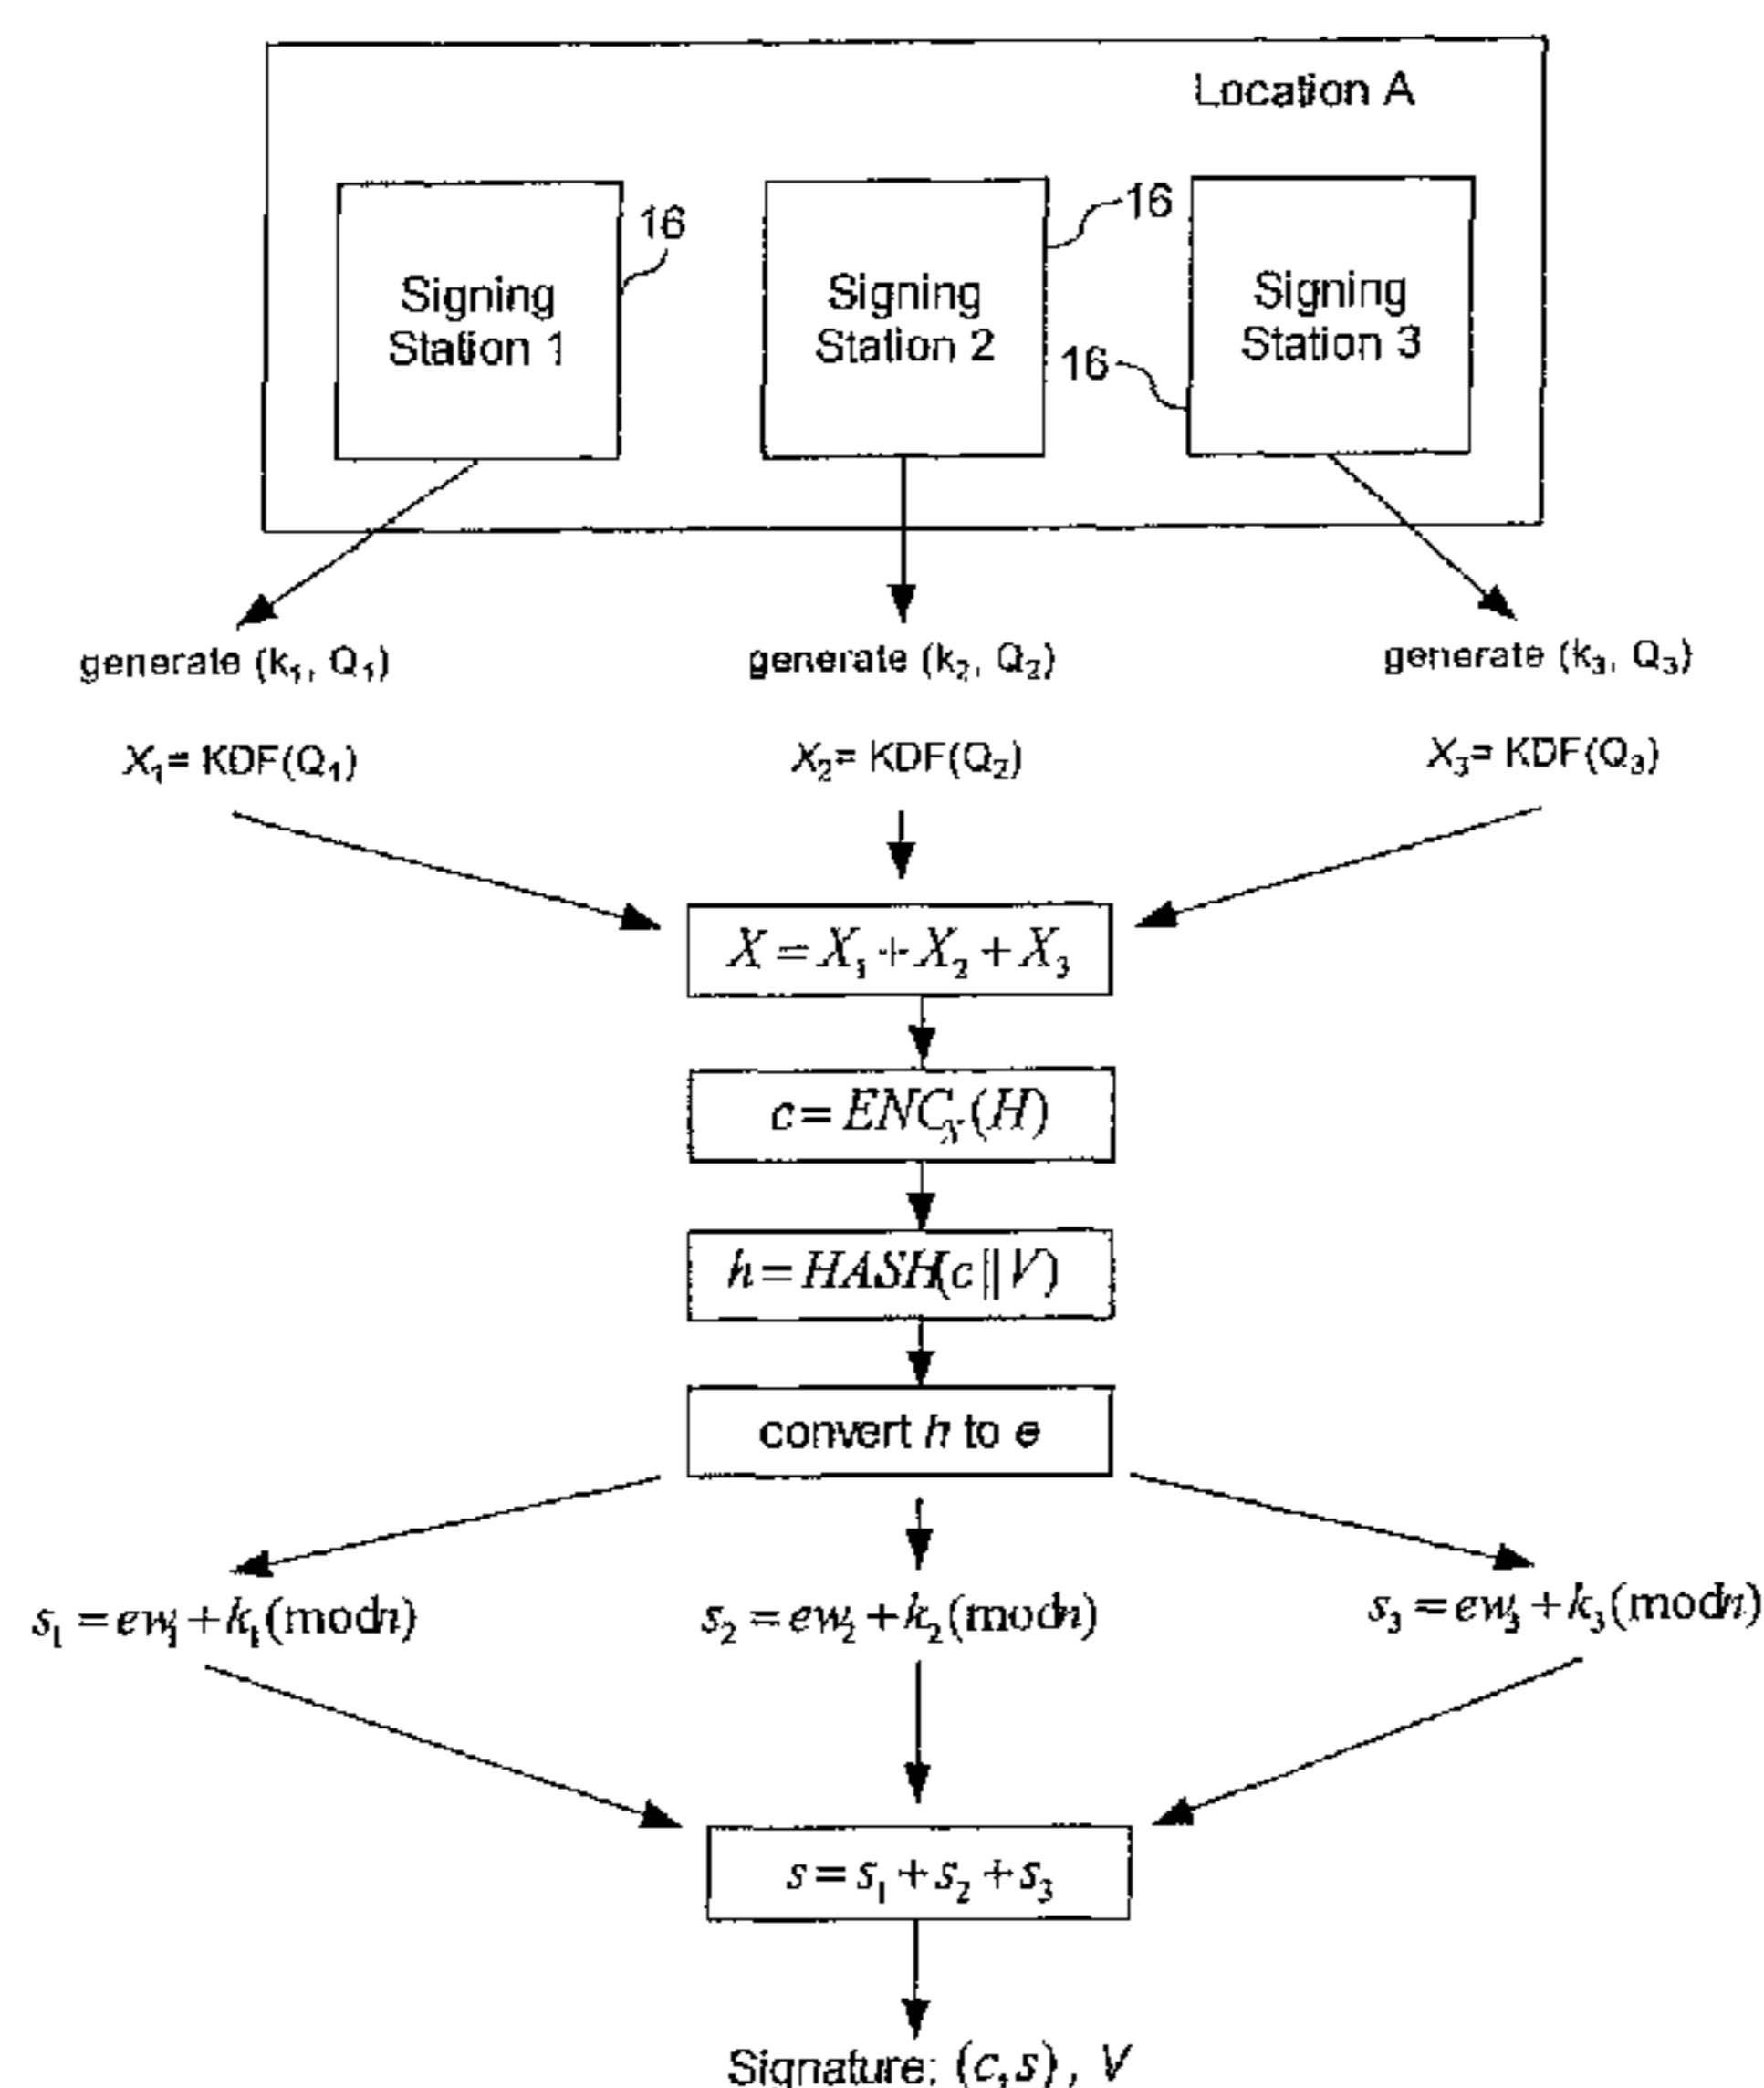 Location A
Signing
Station 1
16
Signing
Station 2
16
Signing
Station 3
16
generate (k₁, Q₁)
generate (k₂, Q₂)
generate (k₃, Q₃)
X₁= KDF(Q₁)
X₂= KDF(Q₂)
X₃= KDF(Q₃)
X = X₁ + X₂ + X₃
c = ENC_X(H)
h = HASH(c || V)
convert h to e
s₁ = ew₁ + k₁(mod n)
s₂ = ew₂ + k₂(mod n)
s₃ = ew₃ + k₃(mod n)
s = s₁ + s₂ + s₃
Signature: (c,s), V